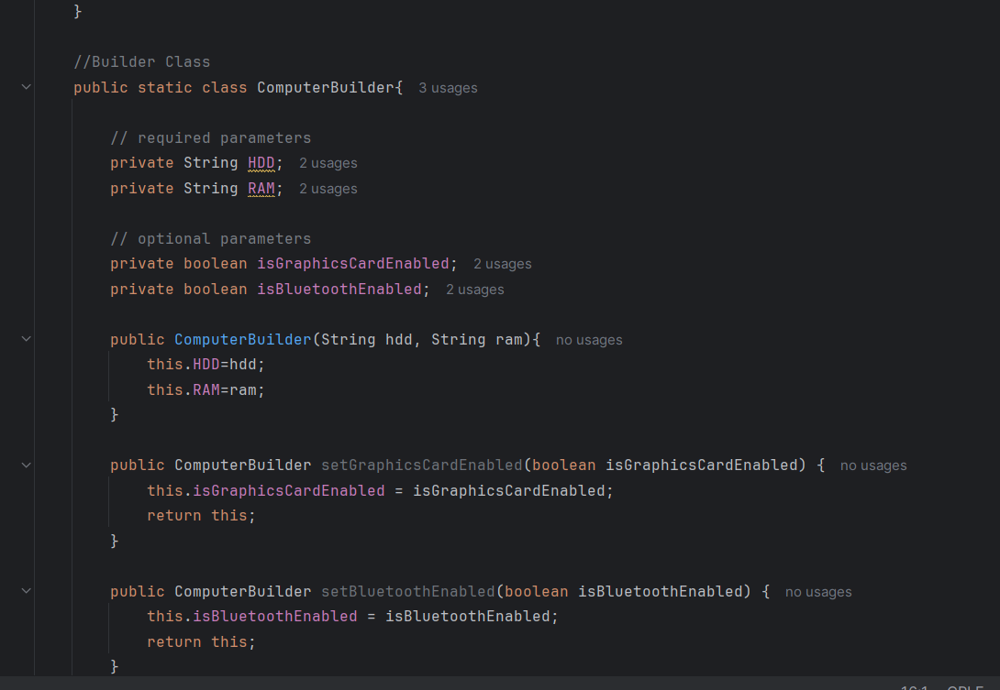 }
//Builder Class
public static class ComputerBuilder{ 3 usages
// required parameters
private String HDD; 2 usages
private String RAM; 2 usages
// optional parameters
private boolean isGraphicsCardEnabled; 2 usages
private boolean isBluetoothEnabled; 2 usages
public ComputerBuilder(String hdd, String ram){ no usages
this.HDD=hdd;
this.RAM=ram;
}
public ComputerBuilder setGraphicsCardEnabled(boolean isGraphicsCardEnabled) { no usages
this.isGraphicsCardEnabled = isGraphicsCardEnabled;
return this;
}
public ComputerBuilder setBluetoothEnabled(boolean isBluetoothEnabled) { no usages
this.isBluetoothEnabled = isBluetoothEnabled;
return this;
}